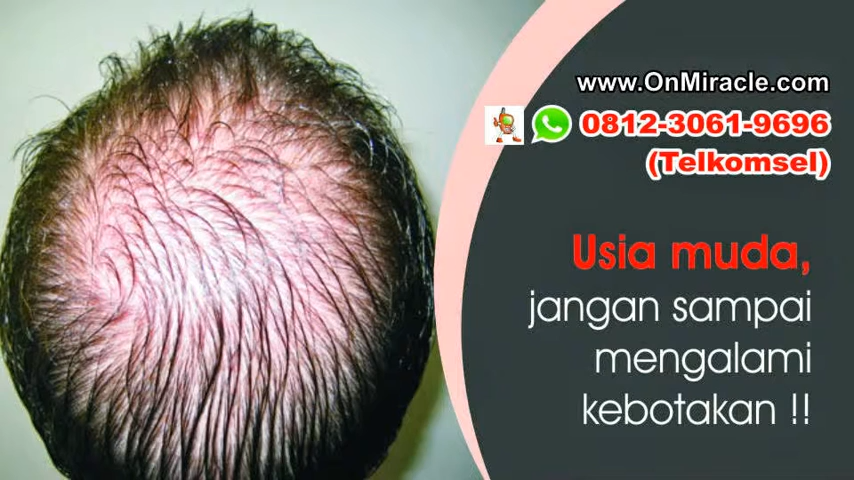 www.OnMiracle.com
0812-3061-9696
(Telkomsel)
Usia muda,
jangan sampai
mengalami
kebotakan !!